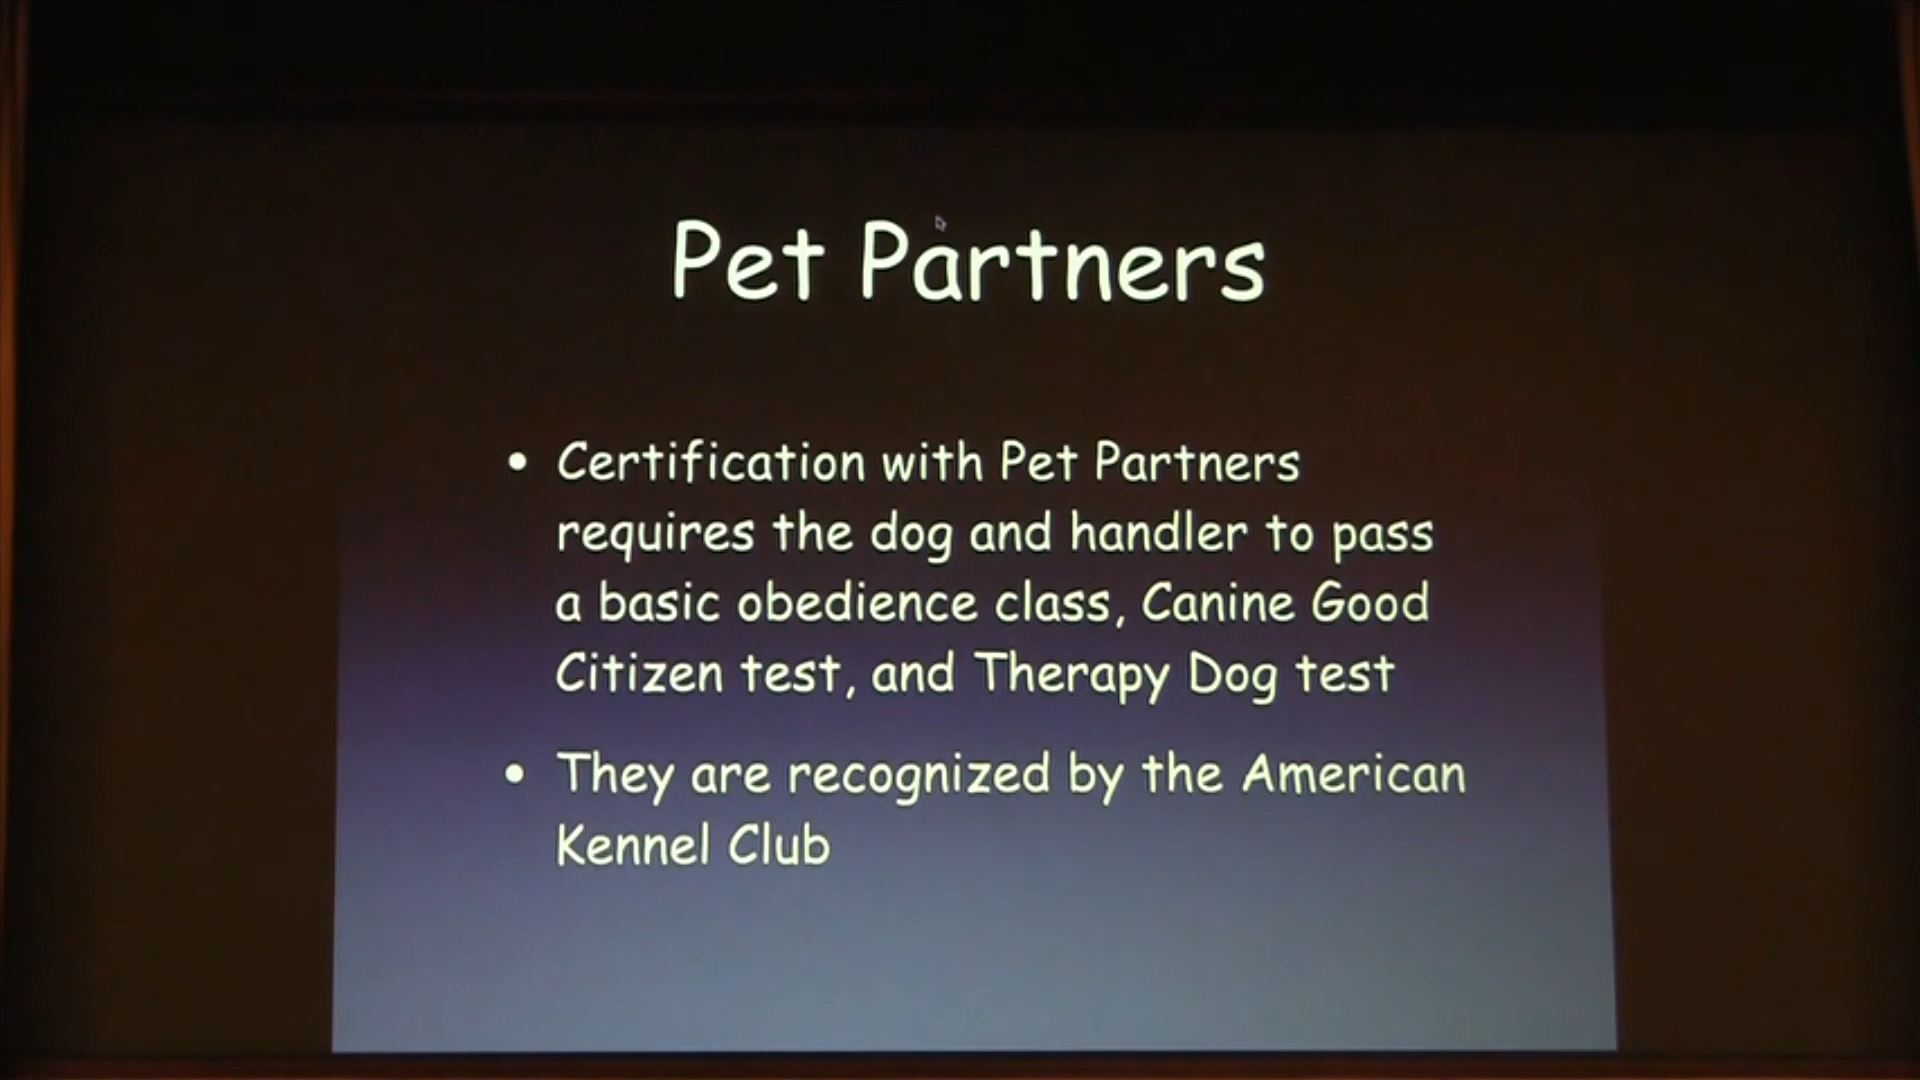 Pet Partners
• Certification with Pet Partners
requires the dog and handler to pass
a basic obedience class, Canine Good
Citizen test, and Therapy Dog test
• They are recognized by the American
Kennel Club